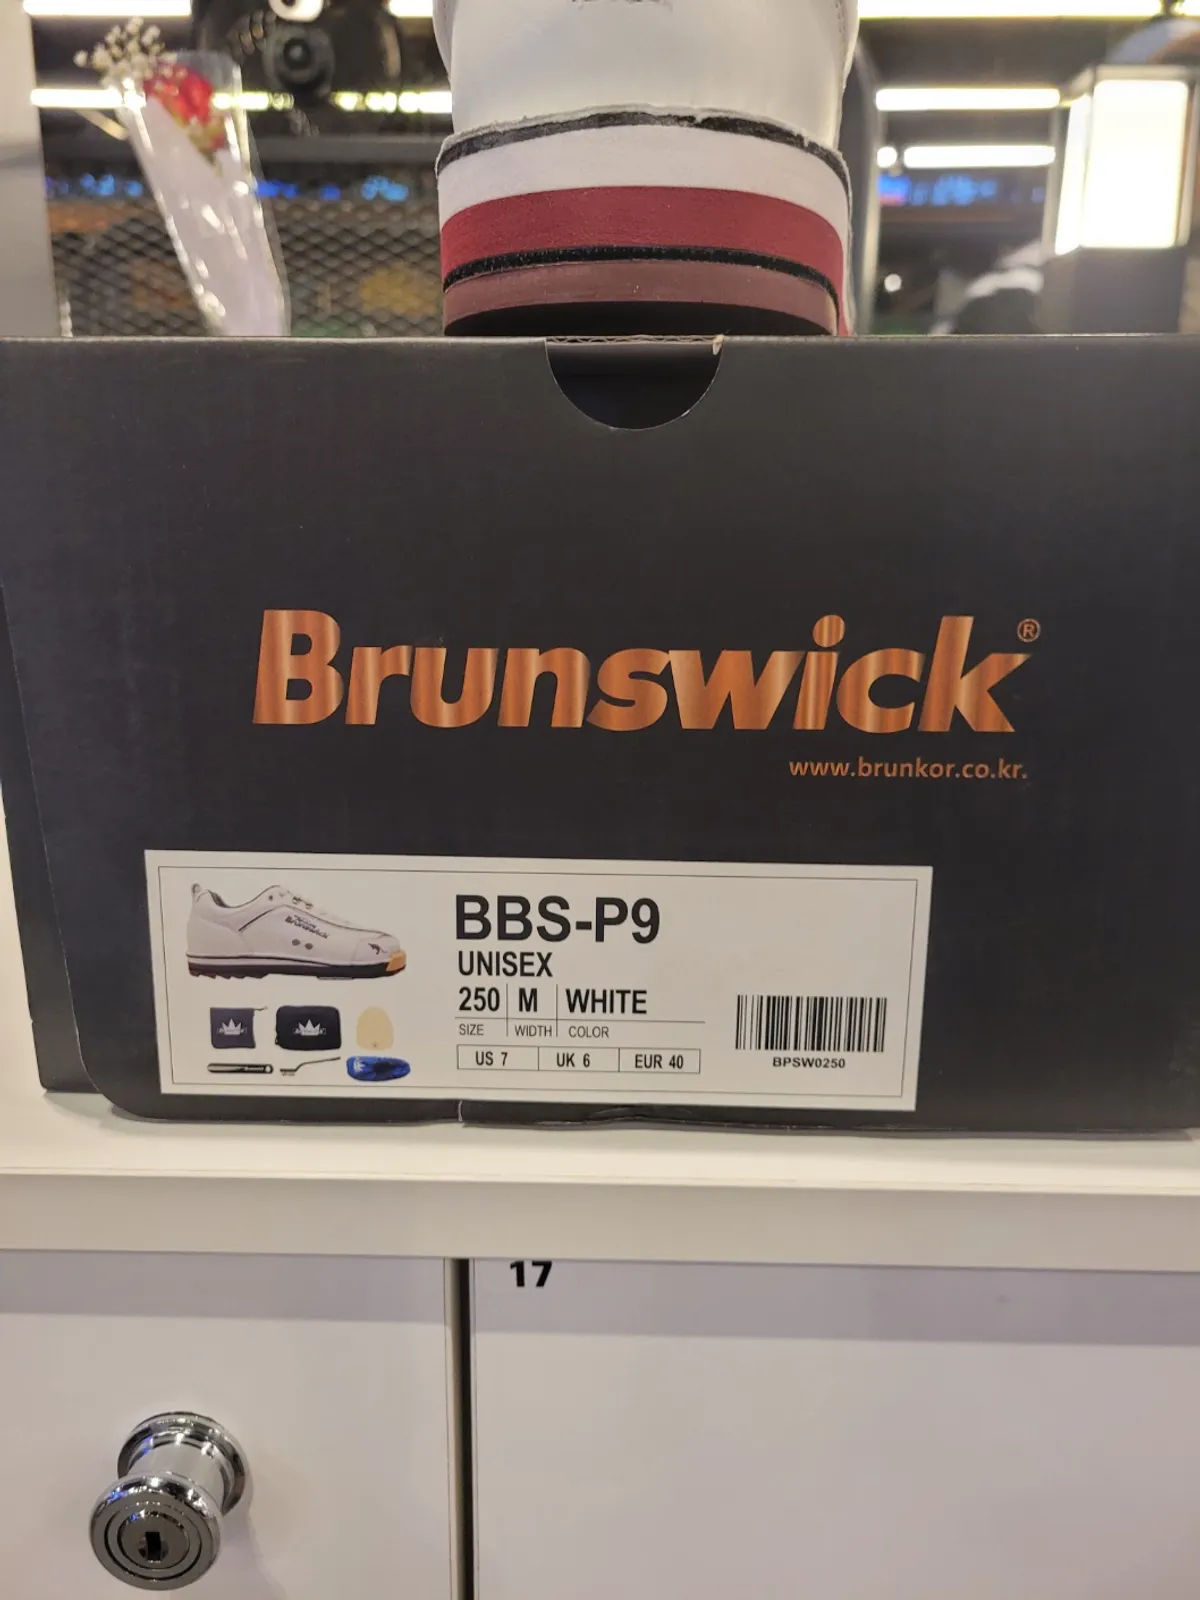 Brunswick®
www.brunkor.co.kr.
BBS-P9
UNISEX
250 M WHITE
SIZE WIDTH COLOR
US 7 UK 6 EUR 40
BPSW0250
Brunswick
17